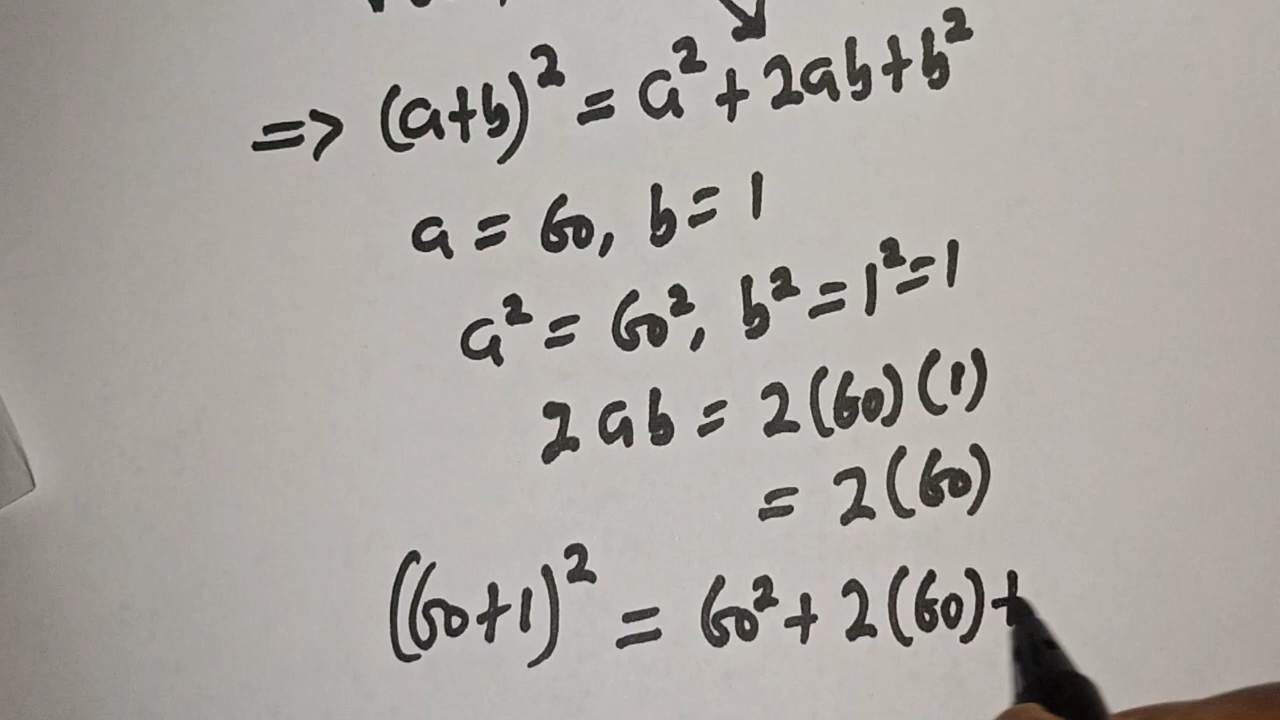 => (a+b)² = a² + 2ab + b²
a = 60, b = 1
a² = 60², b² = 1² = 1
2ab = 2(60)(1)
= 2(60)
(60+1)² = 60² + 2(60) +